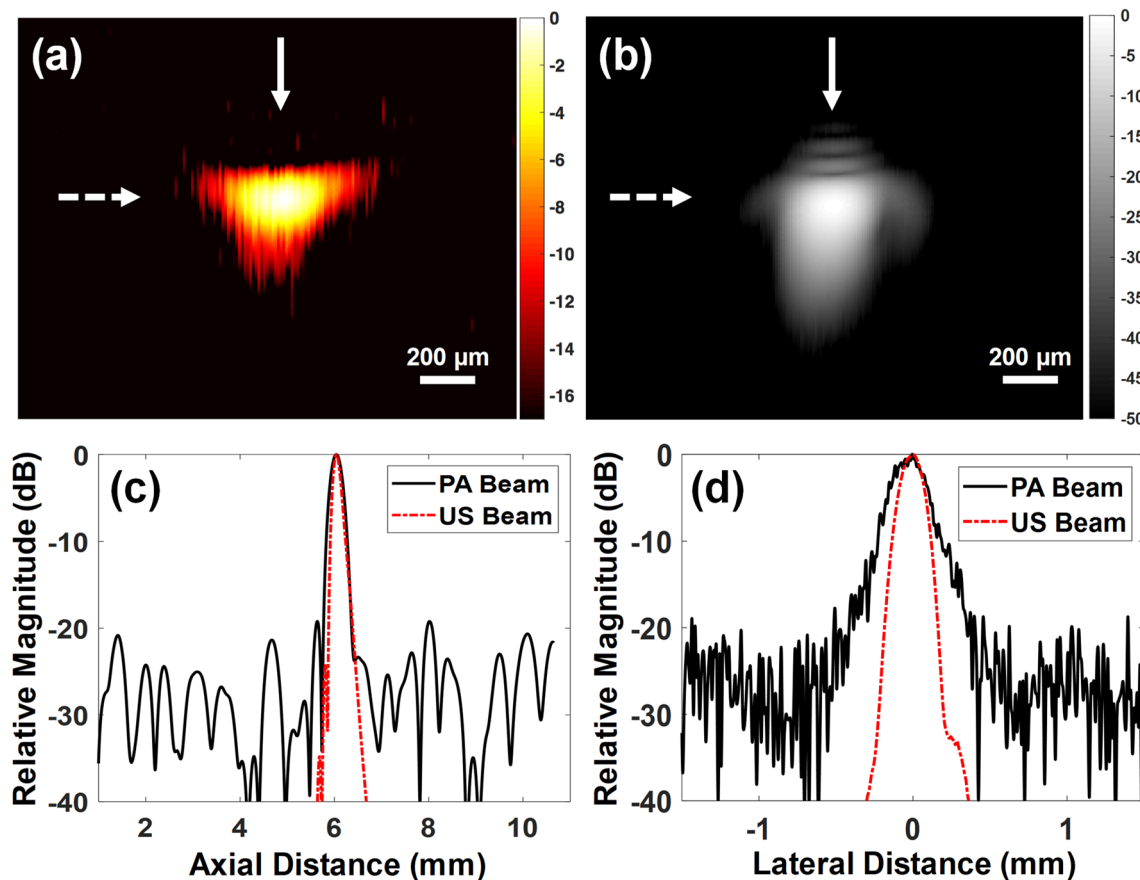 (a)
200 µm
0
-2
-4
-6
-8
-10
-12
-14
-16
(b)
200 µm
0
-5
-10
-15
-20
-25
-30
-35
-40
-45
-50
(c)
PA Beam
US Beam
Relative Magnitude (dB)
0
-10
-20
-30
-40
2
4
6
8
10
Axial Distance (mm)
(d)
PA Beam
US Beam
Relative Magnitude (dB)
0
-10
-20
-30
-40
-1
0
1
Lateral Distance (mm)